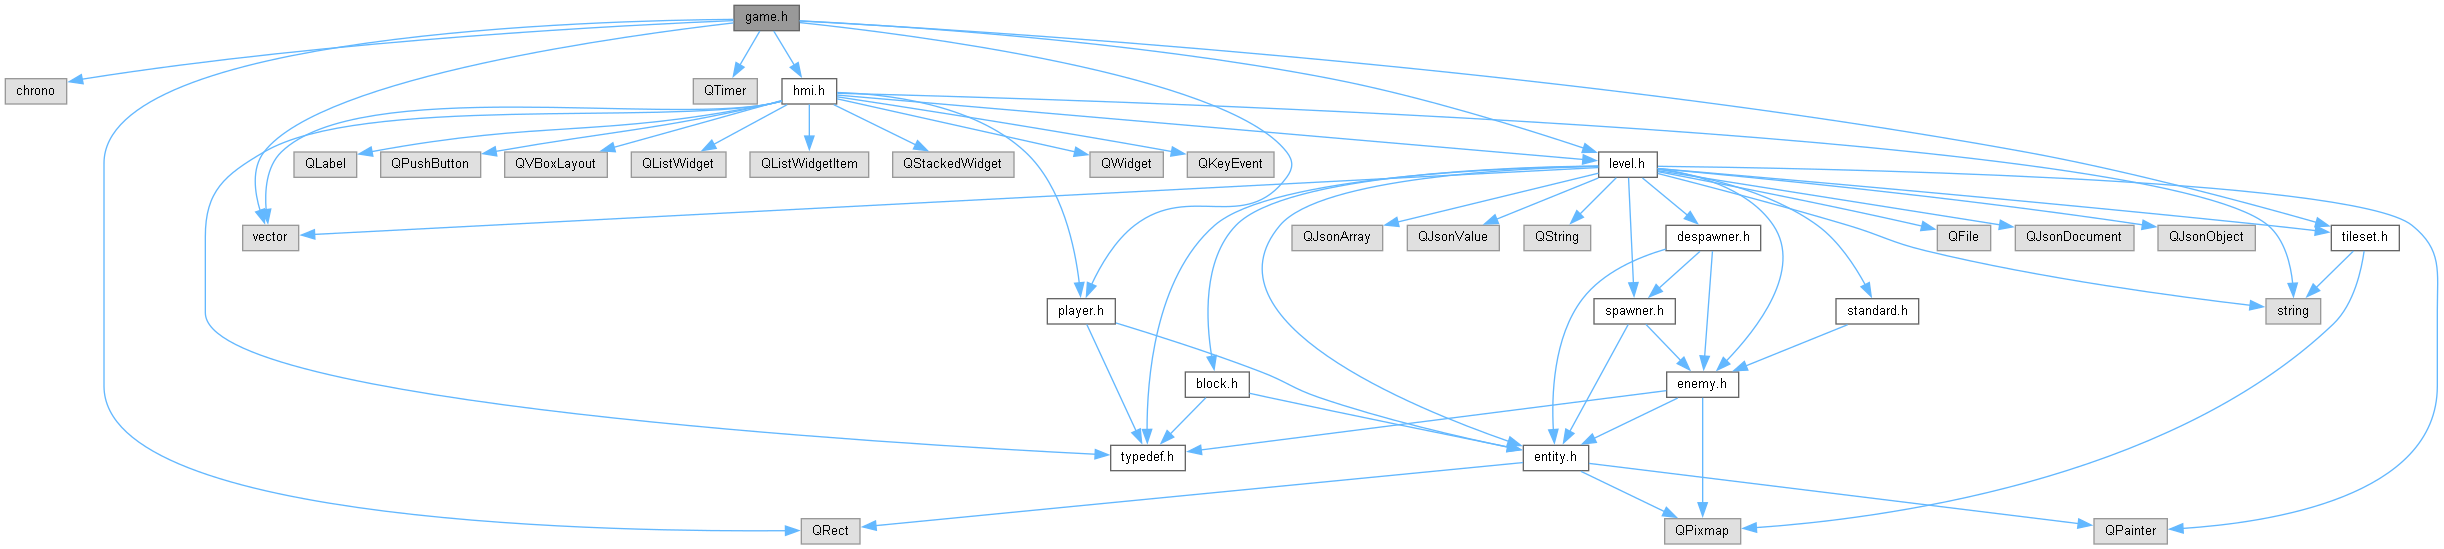 game.h
chrono
QTimer
hmi.h
QLabel
QPushButton
QVBoxLayout
QListWidget
QListWidgetItem
QStackedWidget
QWidget
QKeyEvent
level.h
vector
QJsonArray
QJsonValue
QString
despawner.h
QFile
QJsonDocument
QJsonObject
tileset.h
player.h
spawner.h
standard.h
string
block.h
enemy.h
typedef.h
entity.h
QRect
QPixmap
QPainter